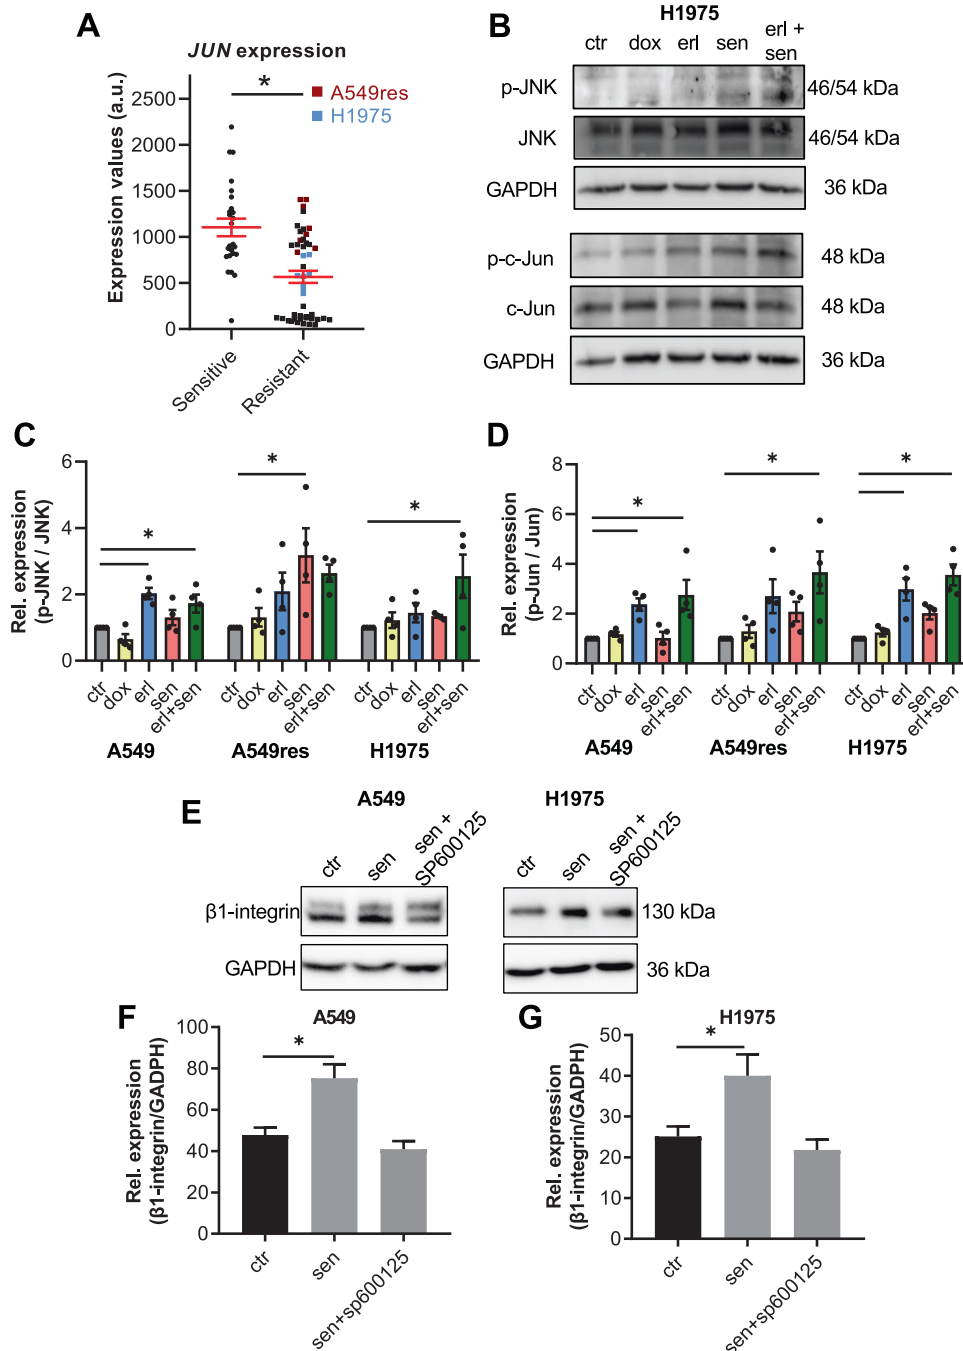 A
JUN expression
*
A549res
H1975
Expression values (a.u.)
2500
2000
1500
1000
500
0
Sensitive
Resistant
B
H1975
ctr
dox
erl
sen
erl +
sen
p-JNK
46/54 kDa
JNK
46/54 kDa
GAPDH
36 kDa
p-c-Jun
48 kDa
c-Jun
48 kDa
GAPDH
36 kDa
C
Rel. expression
(p-JNK / JNK)
6
4
2
0
*
*
*
ctr
dox
erl
sen
erl+sen
ctr
dox
erl
sen
erl+sen
ctr
dox
erl
sen
erl+sen
A549
A549res
H1975
D
Rel. expression
(p-Jun / Jun)
8
6
4
2
0
*
*
*
ctr
dox
erl
sen
erl+sen
ctr
dox
erl
sen
erl+sen
ctr
dox
erl
sen
erl+sen
A549
A549res
H1975
E
A549
ctr
sen
sen +
SP600125
H1975
ctr
sen
sen +
SP600125
β1-integrin
130 kDa
GAPDH
36 kDa
F
A549
Rel. expression
(β1-integrin/GADPH)
100
80
60
40
20
0
*
ctr
sen
sen+sp600125
G
H1975
Rel. expression
(β1-integrin/GADPH)
50
40
30
20
10
0
*
ctr
sen
sen+sp600125